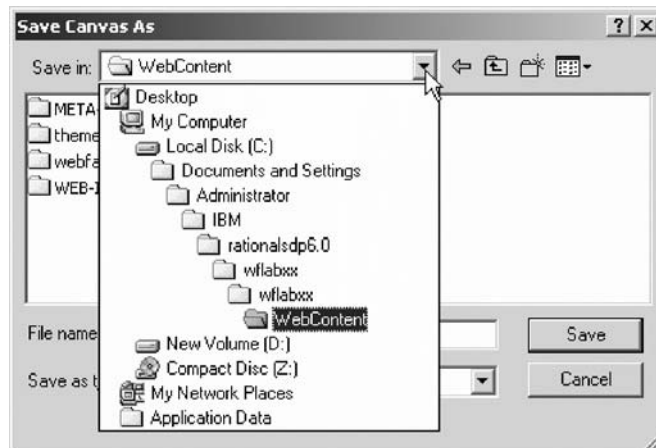 Save Canvas As
Save in: WebContent
META-
theme
webfa
WEB-I
Desktop
My Computer
Local Disk (C:)
Documents and Settings
Administrator
IBM
rationalsdp6.0
wflabxx
wflabxx
WebContent
New Volume (D:)
Compact Disc (Z:)
My Network Places
Application Data
File name
Save
Save as t
Cancel